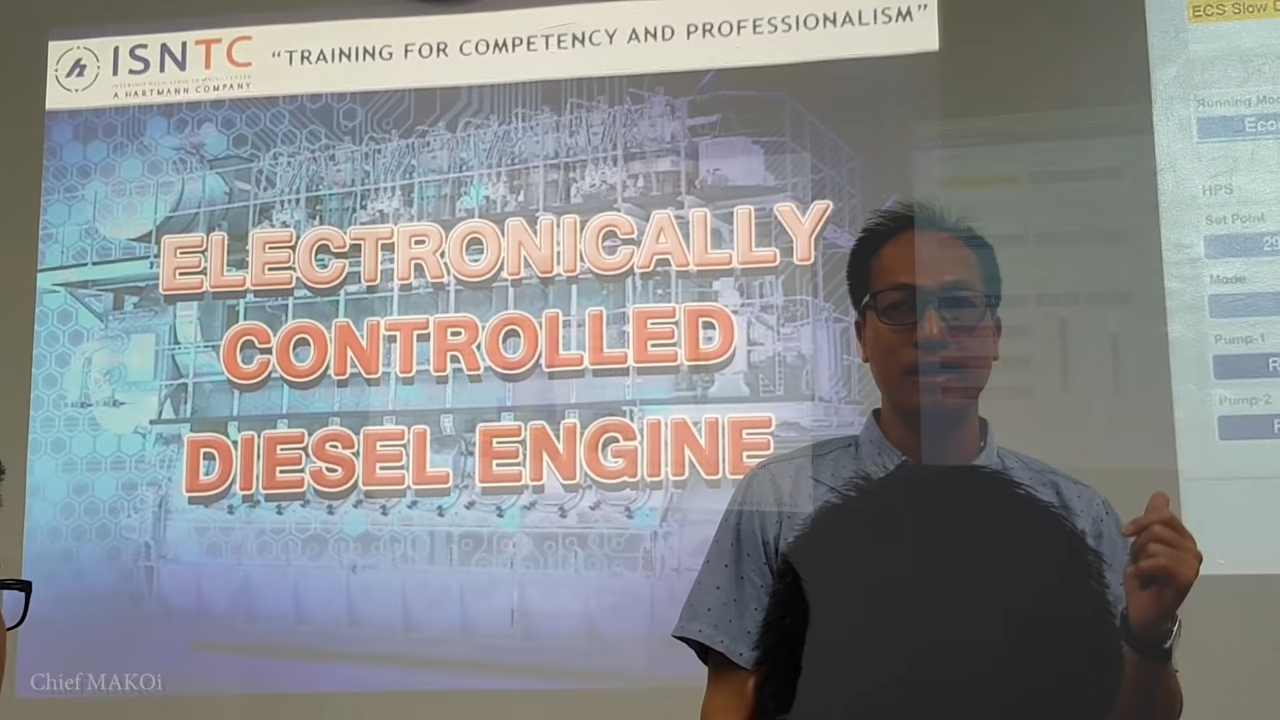 ISNTC
A HARTMANN COMPANY
“TRAINING FOR COMPETENCY AND PROFESSIONALISM”
ELECTRONICALLY
CONTROLLED
DIESEL ENGINE
ECS Slow
Running
Eco
HPS
Set Point
Mode
Pump-1
Pump-2
Chief MAKOi